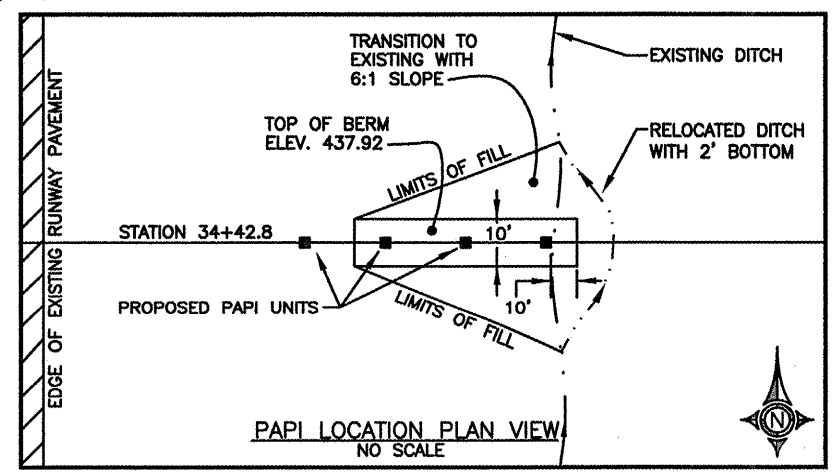 TRANSITION TO
EXISTING WITH
6:1 SLOPE
EXISTING DITCH
TOP OF BERM
ELEV. 437.92
RELOCATED DITCH
WITH 2' BOTTOM
LIMITS OF FILL
EDGE OF EXISTING RUNWAY PAVEMENT
STATION 34+42.8
10'
PROPOSED PAPI UNITS
10'
LIMITS OF FILL
N
PAPI LOCATION PLAN VIEW
NO SCALE